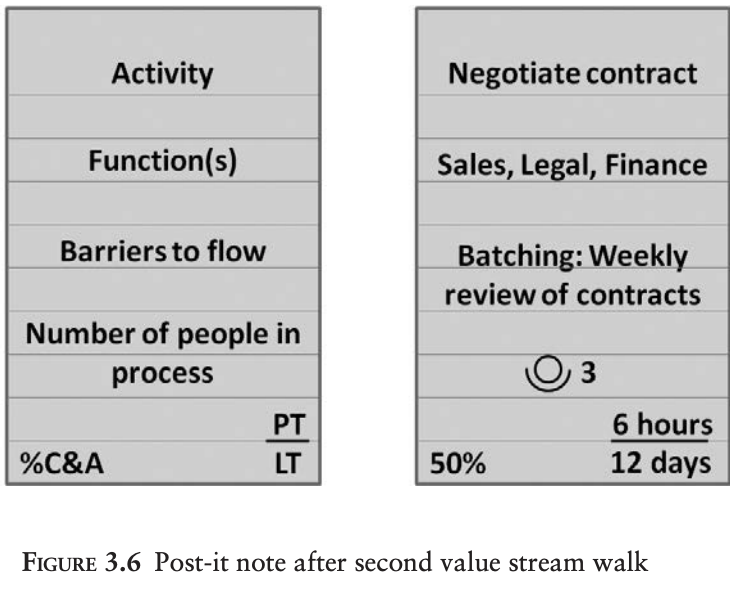 Activity
Function(s)
Barriers to flow
Number of people in
process
PT
%C&A LT
Negotiate contract
Sales, Legal, Finance
Batching: Weekly
review of contracts
3
6 hours
50% 12 days
FIGURE 3.6 Post-it note after second value stream walk